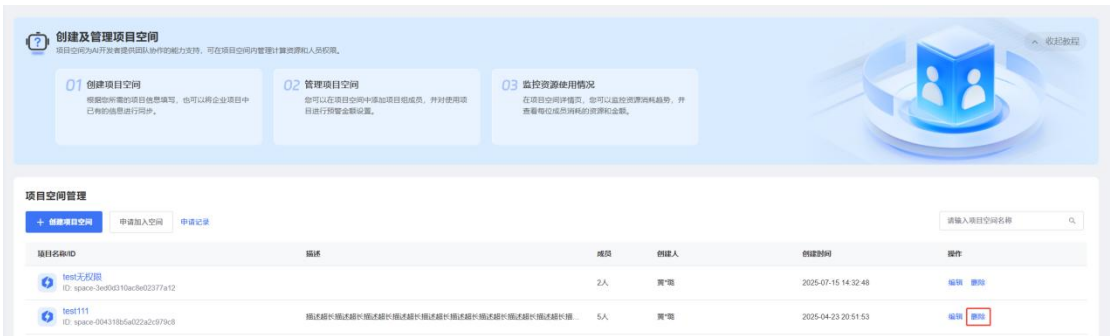 创建及管理项目空间
项目空间为AI开发者提供团队协作的能力支持，可在项目空间内管理计算资源和人员权限。
收起教程
01 创建项目空间
根据您所需的项目信息填写，也可以将企业项目中
已有的信息进行同步。
02 管理项目空间
您可以在项目空间中添加项目组成员，并对使用项
目进行预警金额设置。
03 监控资源使用情况
在项目空间详情页，您可以监控资源消耗趋势，并
查看每位成员消耗的资源和金额。
项目空间管理
+ 创建项目空间 申请加入空间 申请记录 请输入项目空间名称
项目名称/ID 描述 成员 创建人 创建时间 操作
test无权限
ID: space-3ed0d310ac8e02377a12
2人 2025-07-15 14:32:48 编辑 删除
test111
ID: space-004318b5a022a2c979c8
描述超长描述超长描述超长描述超长描述超长描述超长描述超长描述超长描... 5人 2025-04-23 20:51:53 编辑 删除